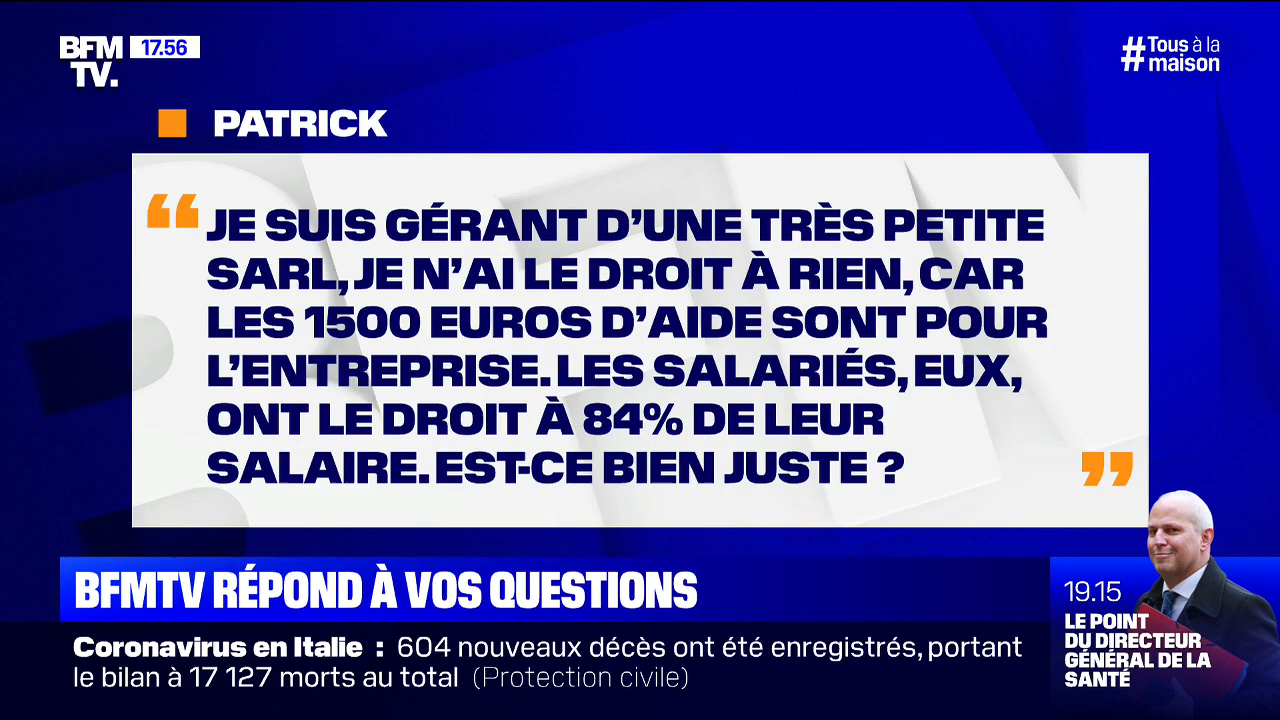 BFM 17.56
TV.
#Tous à la
maison
PATRICK
“JE SUIS GÉRANT D’UNE TRÈS PETITE
SARL, JE N’AI LE DROIT À RIEN, CAR
LES 1500 EUROS D’AIDE SONT POUR
L’ENTREPRISE. LES SALARIÉS, EUX,
ONT LE DROIT À 84% DE LEUR
SALAIRE. EST-CE BIEN JUSTE ?”
BFMTV RÉPOND À VOS QUESTIONS
Coronavirus en Italie : 604 nouveaux décès ont été enregistrés, portant
le bilan à 17 127 morts au total (Protection civile)
19.15
LE POINT
DU DIRECTEUR
GÉNÉRAL DE LA
SANTÉ